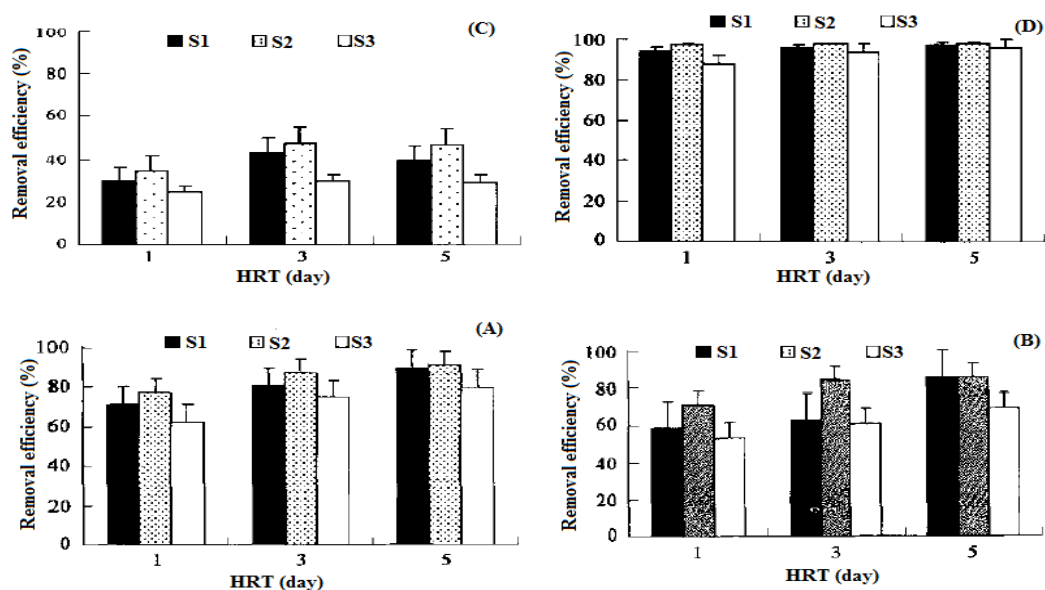 (C)
S1 S2 S3
Removal efficiency (%)
100
80
60
40
20
0
1 3 5
HRT (day)
(D)
S1 S2 S3
Removal efficiency (%)
100
80
60
40
20
0
1 3 5
HRT (day)
(A)
S1 S2 S3
Removal efficiency (%)
100
80
60
40
20
0
1 3 5
HRT (day)
(B)
S1 S2 S3
Removal efficiency (%)
100
80
60
40
20
0
1 3 5
HRT (day)